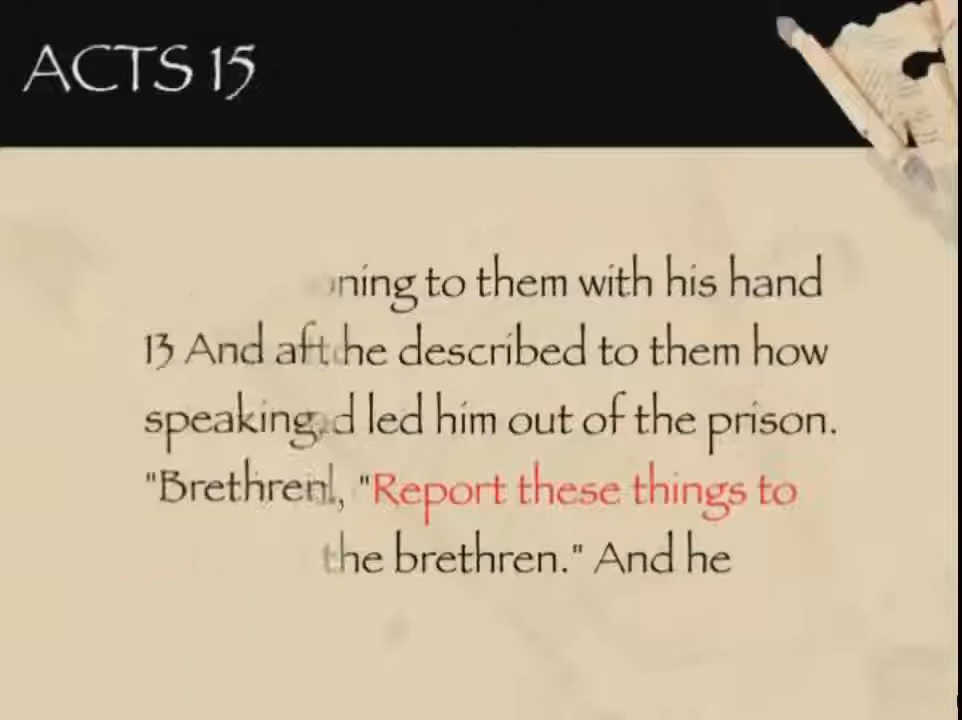 ACTS 15
ning to them with his hand
13 And aft he described to them how
speaking, d led him out of the prison.
"Brethren, "Report these things to
the brethren." And he